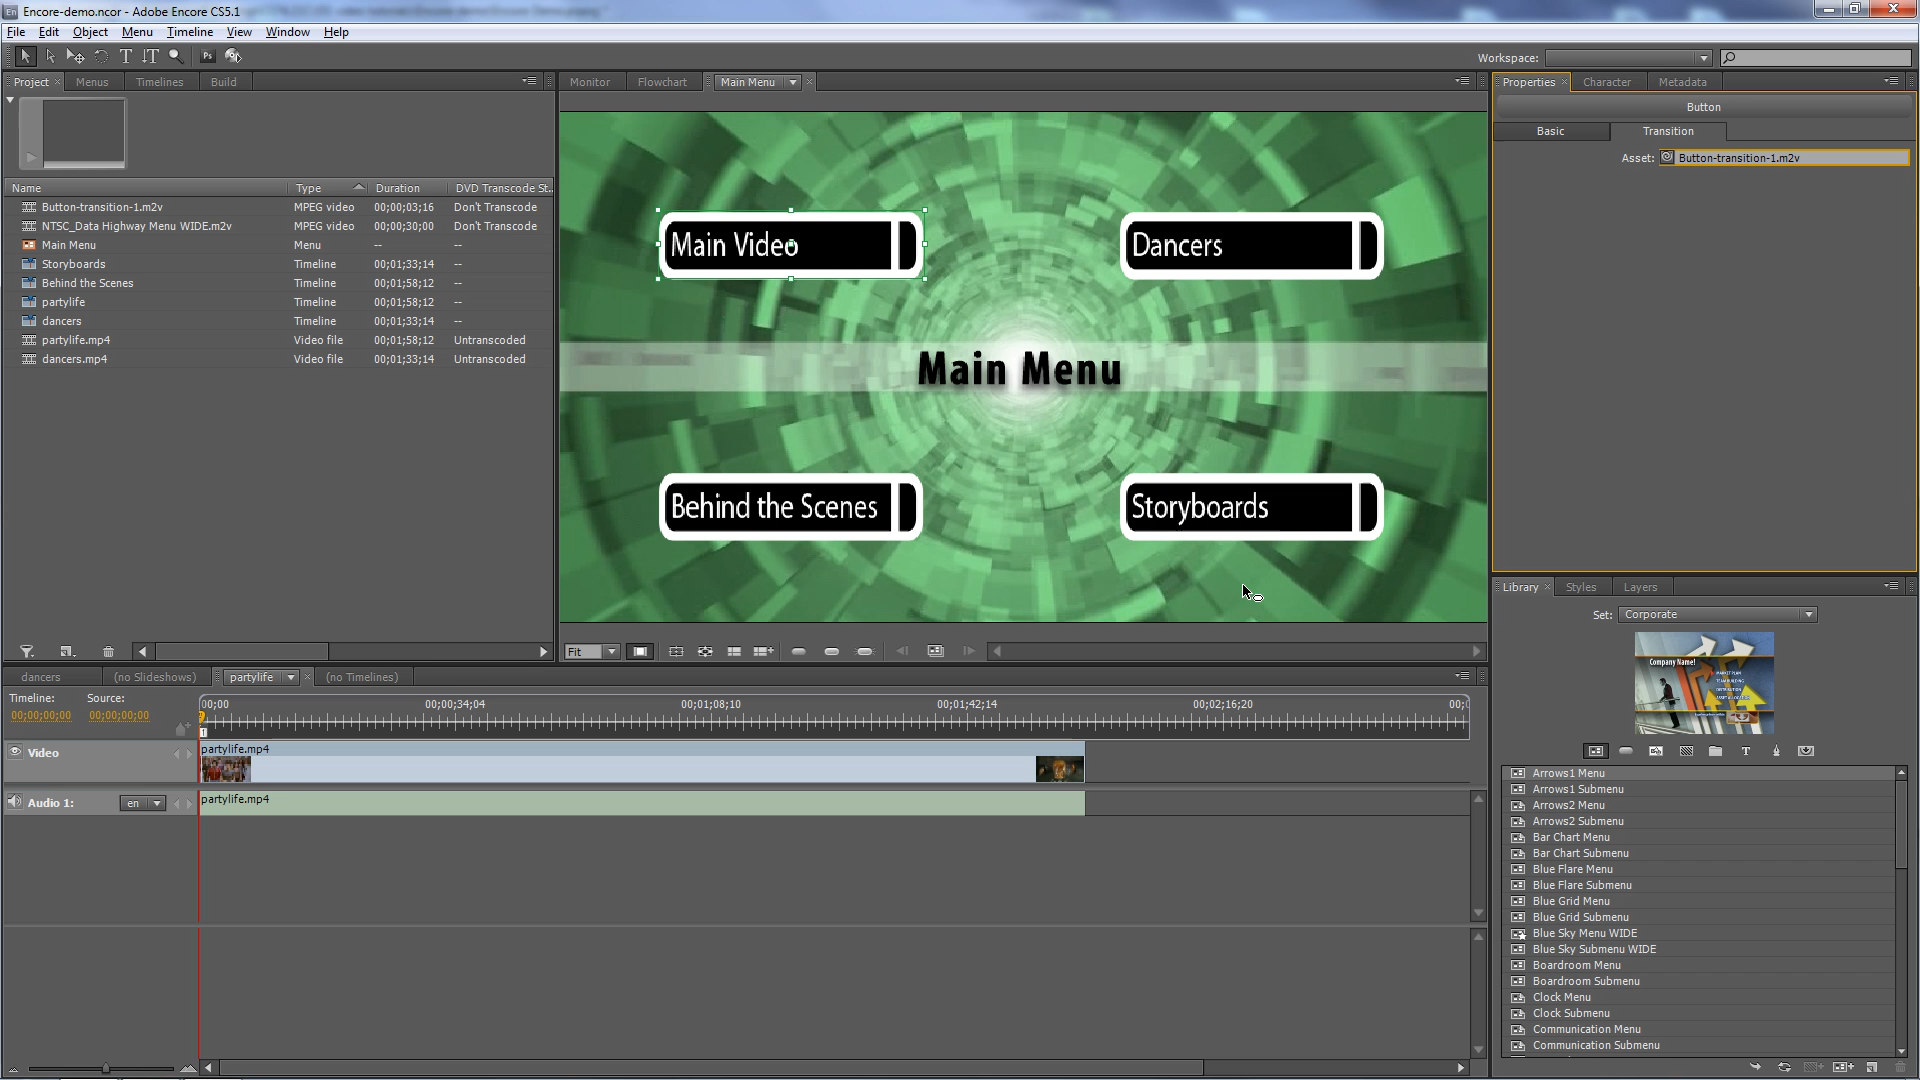 Encore-demo.ncor - Adobe Encore CS5.1
File Edit Object Menu Timeline View Window Help
Workspace:
Project Menus Timelines Build
Monitor Flowchart Main Menu
Properties Character Metadata
Button
Basic Transition
Asset: Button-transition-1.m2v
Name Type Duration DVD Transcode St..
Button-transition-1.m2v MPEG video 00;00;03;16 Don't Transcode
NTSC_Data Highway Menu WIDE.m2v MPEG video 00;00;30;00 Don't Transcode
Main Menu Menu -- --
Storyboards Timeline 00;01;33;14 --
Behind the Scenes Timeline 00;01;58;12 --
partylife Timeline 00;01;58;12 --
dancers Timeline 00;01;33;14 --
partylife.mp4 Video file 00;01;58;12 Untranscoded
dancers.mp4 Video file 00;01;33;14 Untranscoded
Main Video
Dancers
Main Menu
Behind the Scenes
Storyboards
Fit
Library Styles Layers
Set: Corporate
Company Name!
Arrows1 Menu
Arrows1 Submenu
Arrows2 Menu
Arrows2 Submenu
Bar Chart Menu
Bar Chart Submenu
Blue Flare Menu
Blue Flare Submenu
Blue Grid Menu
Blue Grid Submenu
Blue Sky Menu WIDE
Blue Sky Submenu WIDE
Boardroom Menu
Boardroom Submenu
Clock Menu
Clock Submenu
Communication Menu
Communication Submenu
dancers (no Slideshows) partylife (no Timelines)
Timeline: Source:
00;00;00;00 00;00;00;00
00;00 00;00;34;04 00;01;08;10 00;01;42;14 00;02;16;20
Video
partylife.mp4
Audio 1: en
partylife.mp4